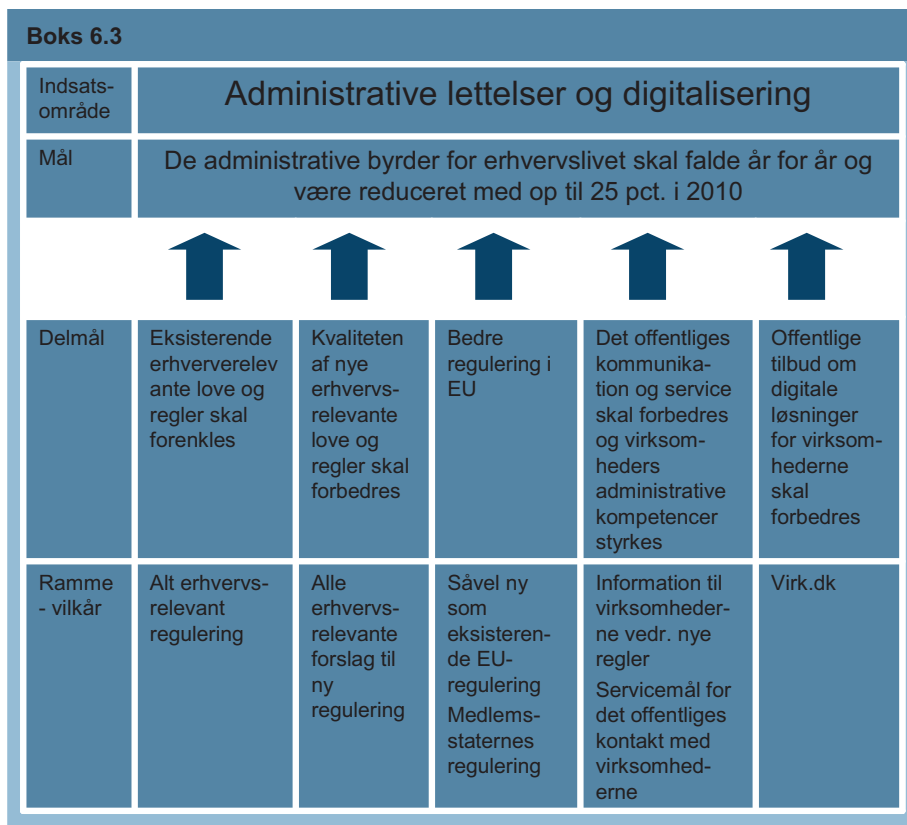 Boks 6.3
Indsats-
område
Administrative lettelser og digitalisering
Mål
De administrative byrder for erhvervslivet skal falde år for år og
være reduceret med op til 25 pct. i 2010
Delmål
Eksisterende
erhververelev
ante love og
regler skal
forenkles
Kvaliteten
af nye
erhvervs-
relevante
love og
regler skal
forbedres
Bedre
regulering i
EU
Det offentliges
kommunika-
tion og service
skal forbedres
og virksom-
heders
administrative
kompetencer
styrkes
Offentlige
tilbud om
digitale
løsninger
for virksom-
hederne
skal
forbedres
Ramme
- vilkår
Alt erhvervs-
relevant
regulering
Alle
erhvervs-
relevante
forslag til
ny
regulering
Såvel ny
som
eksisteren-
de EU-
regulering
Medlems-
staternes
regulering
Information til
virksomheder-
ne vedr. nye
regler
Servicemål for
det offentliges
kontakt med
virksomhed-
erne
Virk.dk